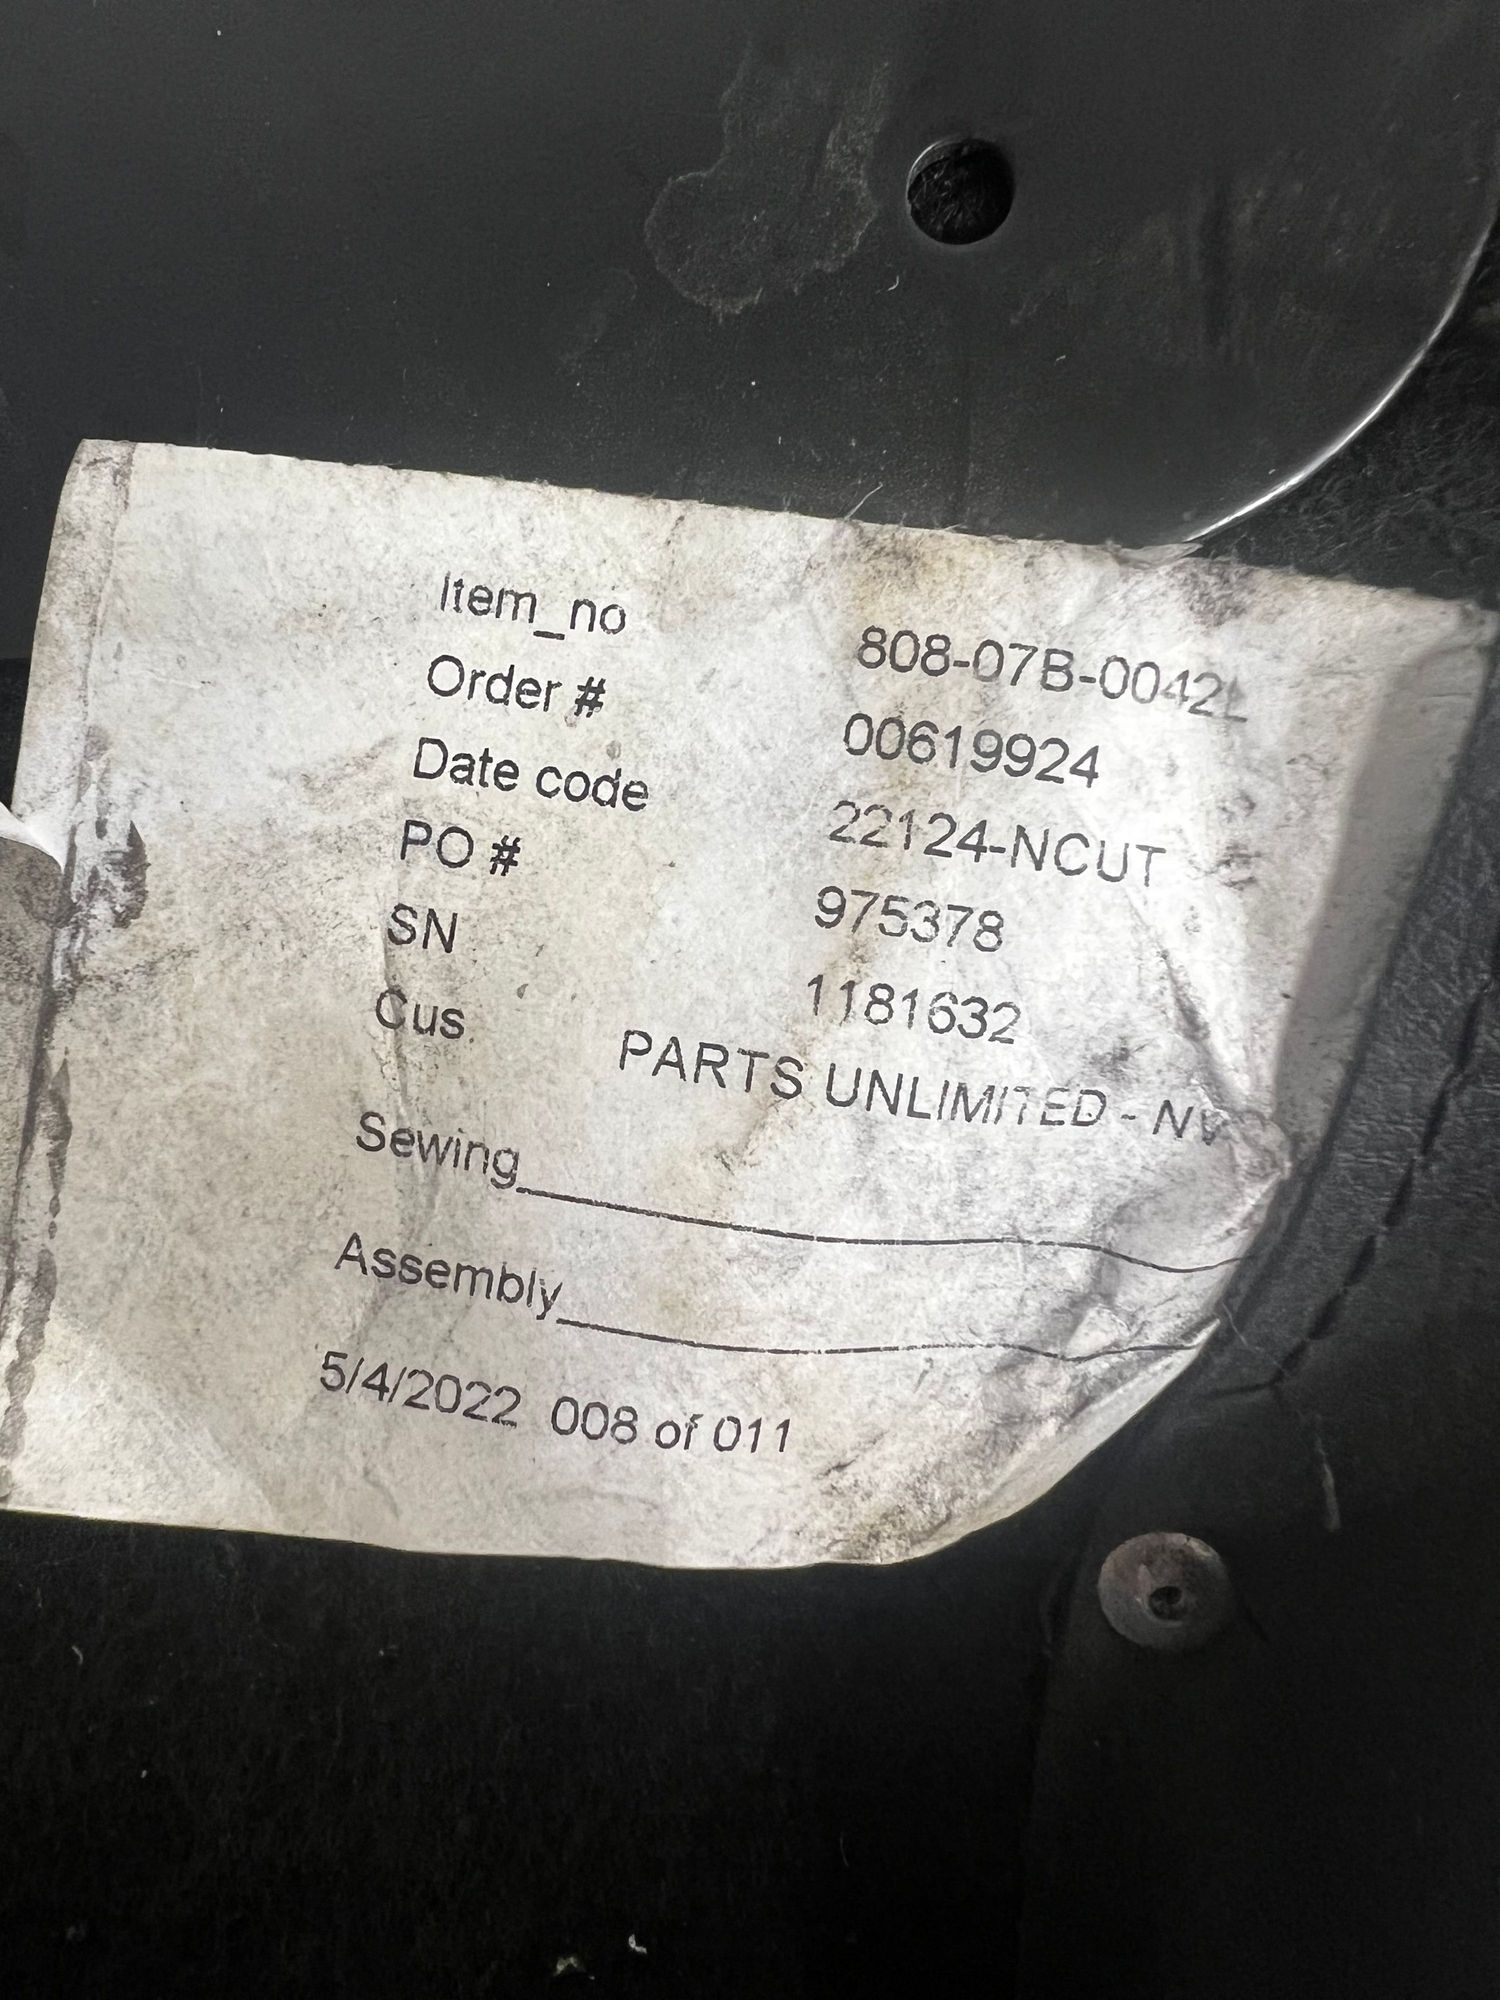 Item_no 808-07B-0042L
Order # 00619924
Date code 22124-NCUT
PO # 975378
SN 1181632
Cus. PARTS UNLIMITED - NV
Sewing
Assembly
5/4/2022 008 of 011